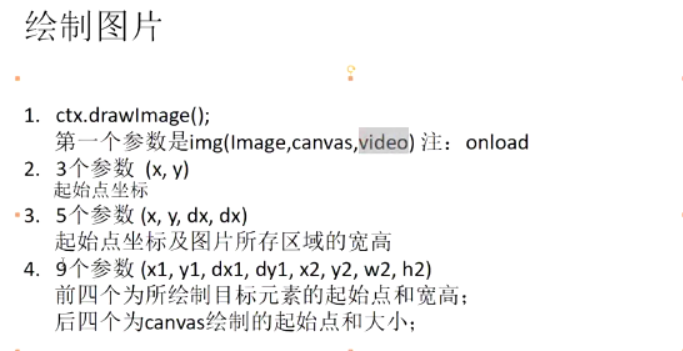 绘制图片
1. ctx.drawImage();
第一个参数是img(Image,canvas,video) 注：onload
2. 3个参数 (x, y)
起始点坐标
3. 5个参数 (x, y, dx, dx)
起始点坐标及图片所存区域的宽高
4. 9个参数 (x1, y1, dx1, dy1, x2, y2, w2, h2)
前四个为所绘制目标元素的起始点和宽高；
后四个为canvas绘制的起始点和大小；